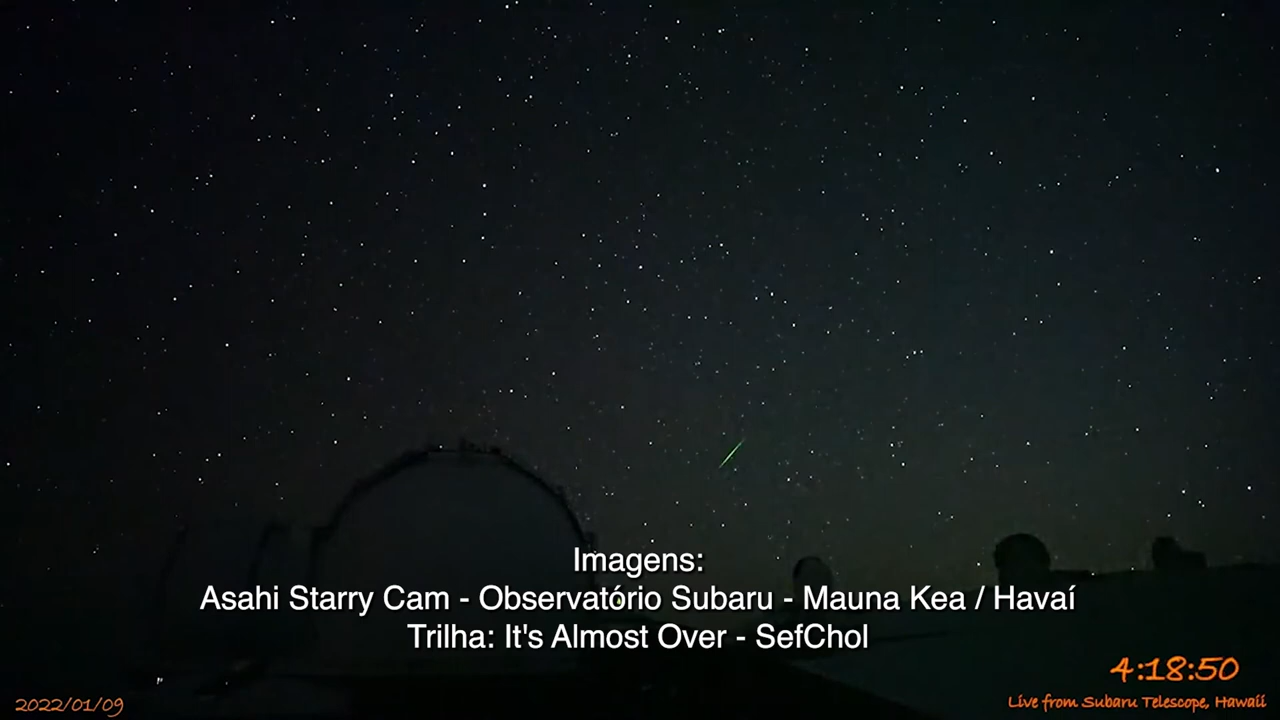 Imagens:
Asahi Starry Cam - Observatório Subaru - Mauna Kea / Havaí
Trilha: It's Almost Over - SefChol
4:18:50
2022/01/09
Live from Subaru Telescope, Hawaii